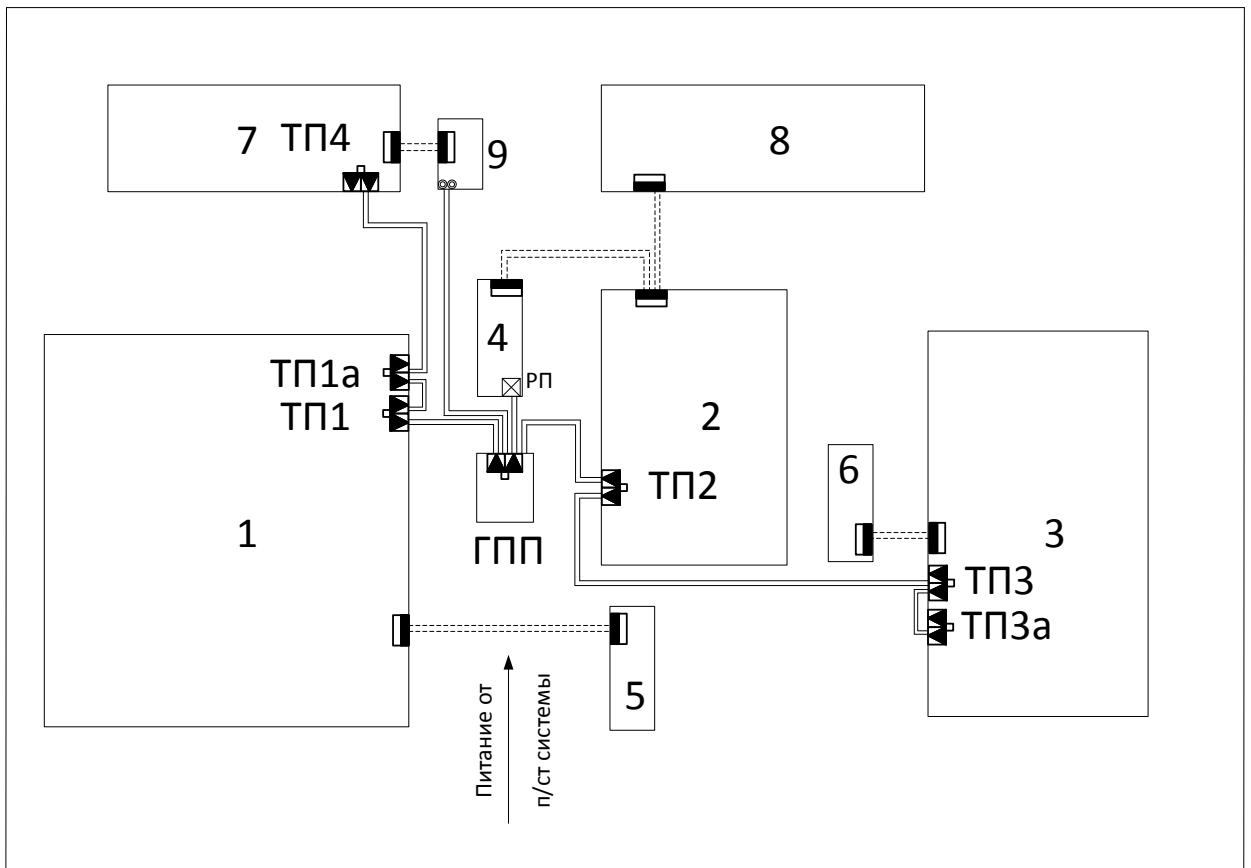 7 ТП4
9
8
4
РП
ТП1а
ТП1
2
ТП2
6
1
ГПП
3
ТП3
ТП3а
5
Питание от
п/ст системы